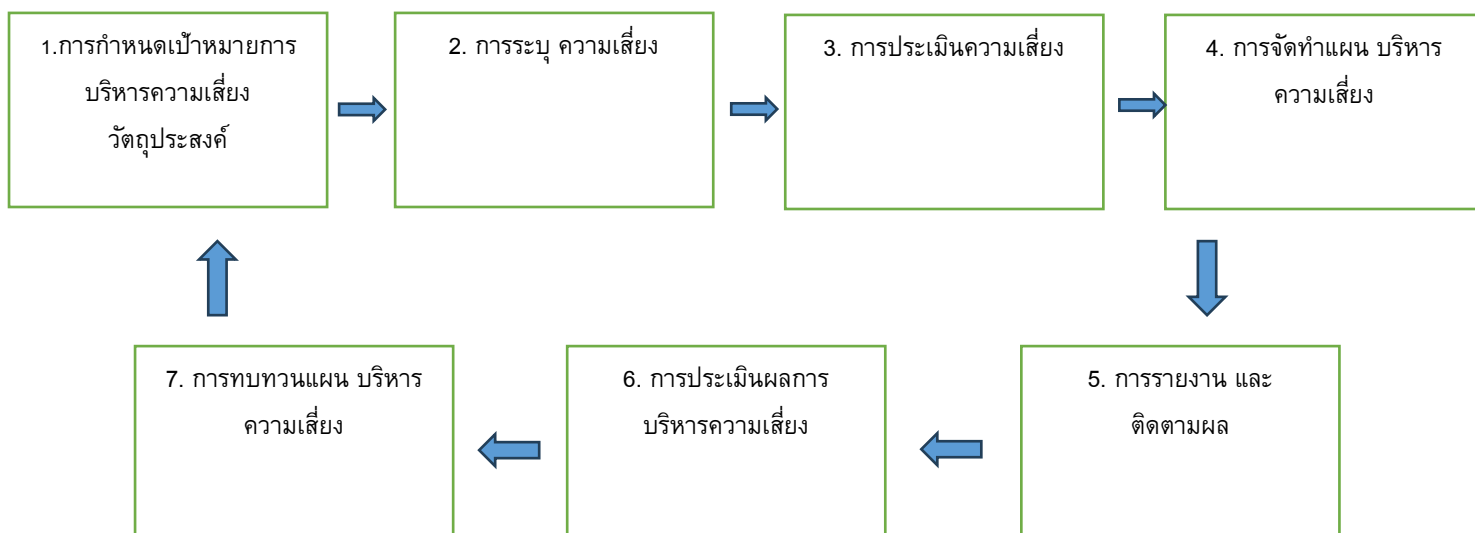 1.การกำหนดเป้าหมายการ
บริหารความเสี่ยง
วัตถุประสงค์
2. การระบุ ความเสี่ยง
3. การประเมินความเสี่ยง
4. การจัดทำแผน บริหาร
ความเสี่ยง
7. การทบทวนแผน บริหาร
ความเสี่ยง
6. การประเมินผลการ
บริหารความเสี่ยง
5. การรายงาน และ
ติดตามผล